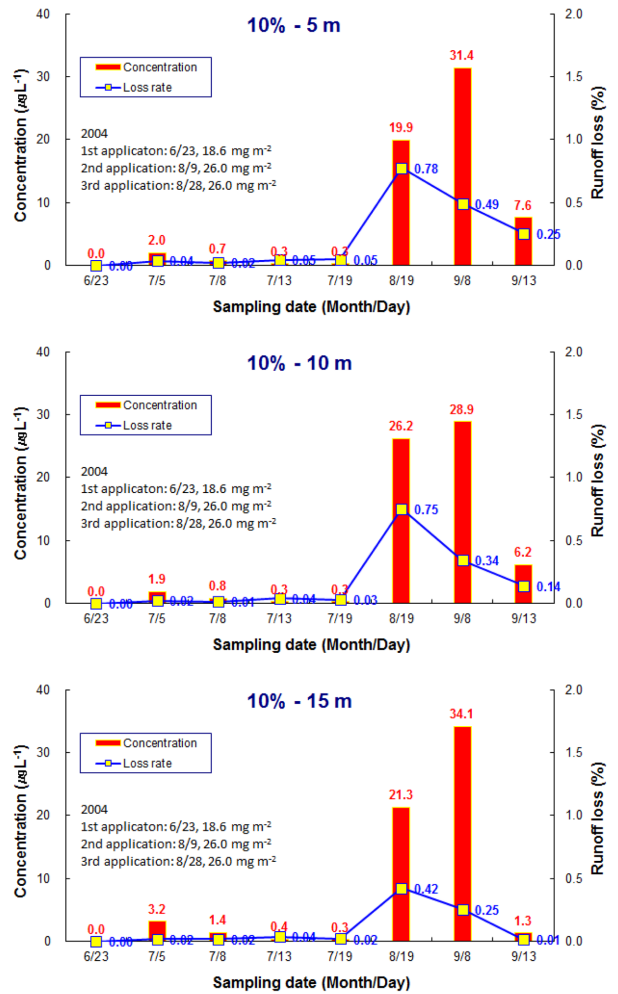 10% - 5 m
Concentration (㎍L-1)
Runoff loss (%)
40
30
20
10
0
2.0
1.5
1.0
0.5
0.0
Concentration
Loss rate
2004
1st applicaton: 6/23, 18.6 mg m-2
2nd application: 8/9, 26.0 mg m-2
3rd application: 8/28, 26.0 mg m-2
0.0 2.0 0.7 0.3 0.3 19.9 31.4 7.6
0.00 0.04 0.02 0.05 0.05 0.78 0.49 0.25
6/23 7/5 7/8 7/13 7/19 8/19 9/8 9/13
Sampling date (Month/Day)
10% - 10 m
Concentration (㎍L-1)
Runoff loss (%)
40
30
20
10
0
2.0
1.5
1.0
0.5
0.0
Concentration
Loss rate
2004
1st applicaton: 6/23, 18.6 mg m-2
2nd application: 8/9, 26.0 mg m-2
3rd application: 8/28, 26.0 mg m-2
0.0 1.9 0.8 0.3 26.2 28.9 6.2
0.00 0.02 0.01 0.04 0.03 0.75 0.34 0.14
6/23 7/5 7/8 7/13 7/19 8/19 9/8 9/13
Sampling date (Month/Day)
10% - 15 m
Concentration (㎍L-1)
Runoff loss (%)
40
30
20
10
0
2.0
1.5
1.0
0.5
0.0
Concentration
Loss rate
2004
1st applicaton: 6/23, 18.6 mg m-2
2nd application: 8/9, 26.0 mg m-2
3rd application: 8/28, 26.0 mg m-2
0.0 3.2 1.4 0.4 0.3 21.3 34.1 1.3
0.00 0.02 0.02 0.04 0.02 0.42 0.25 0.01
6/23 7/5 7/8 7/13 7/19 8/19 9/8 9/13
Sampling date (Month/Day)